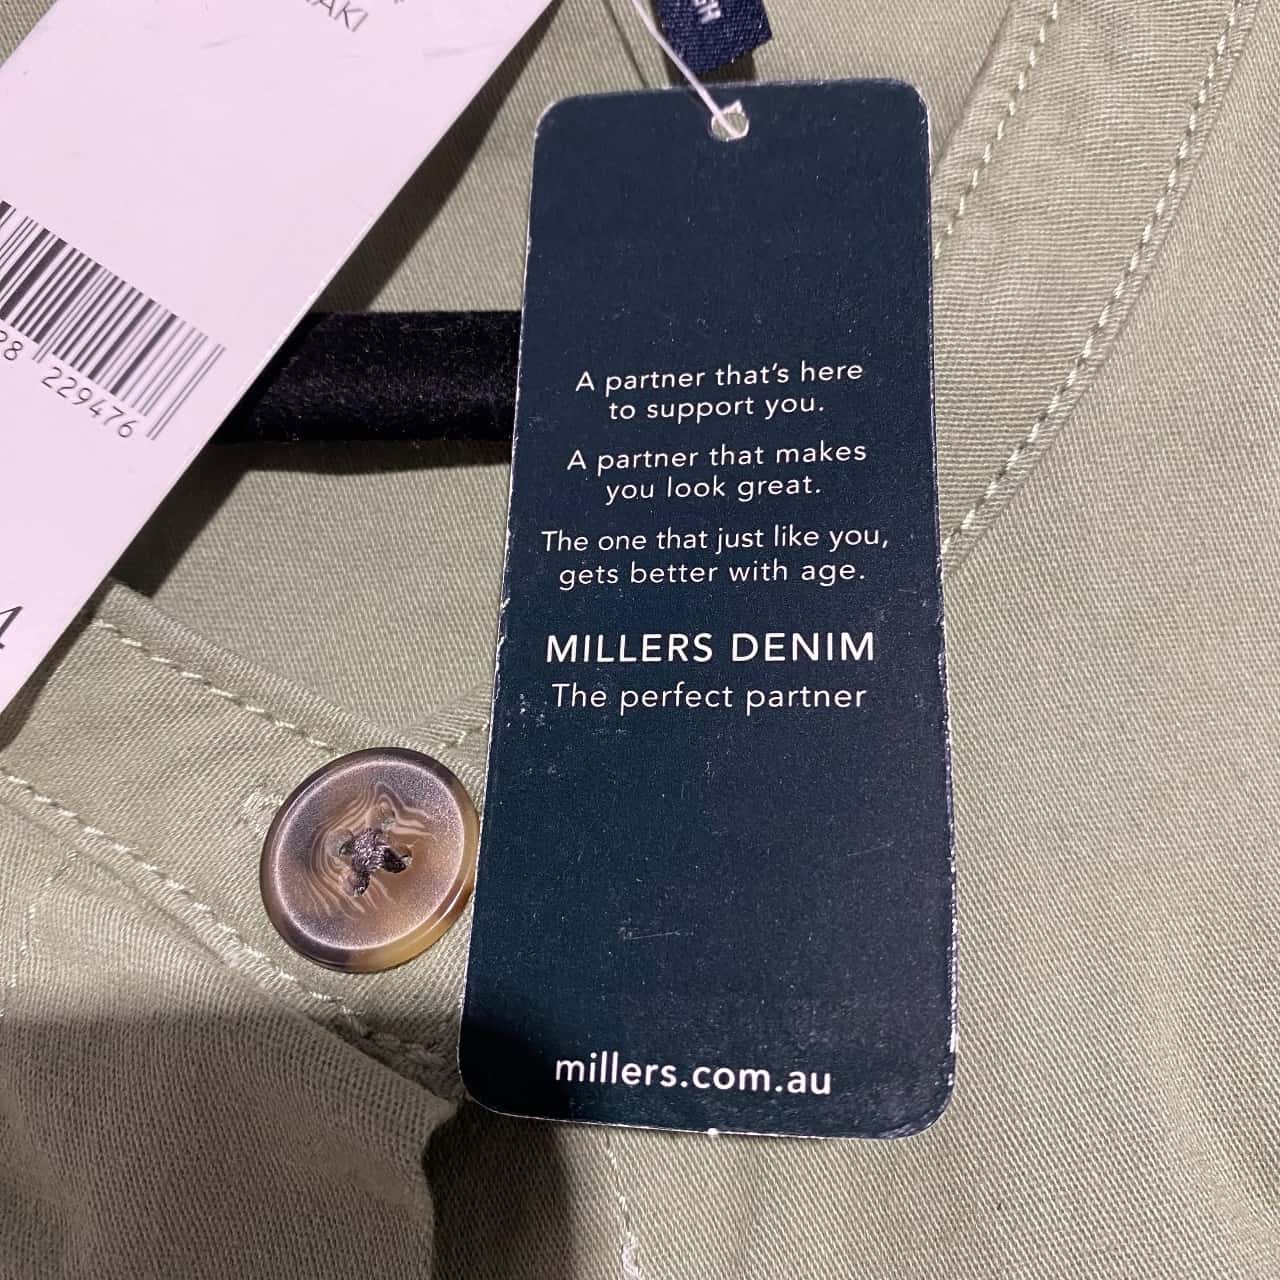 A partner that's here
to support you.
A partner that makes
you look great.
The one that just like you,
gets better with age.
MILLERS DENIM
The perfect partner
millers.com.au
229476